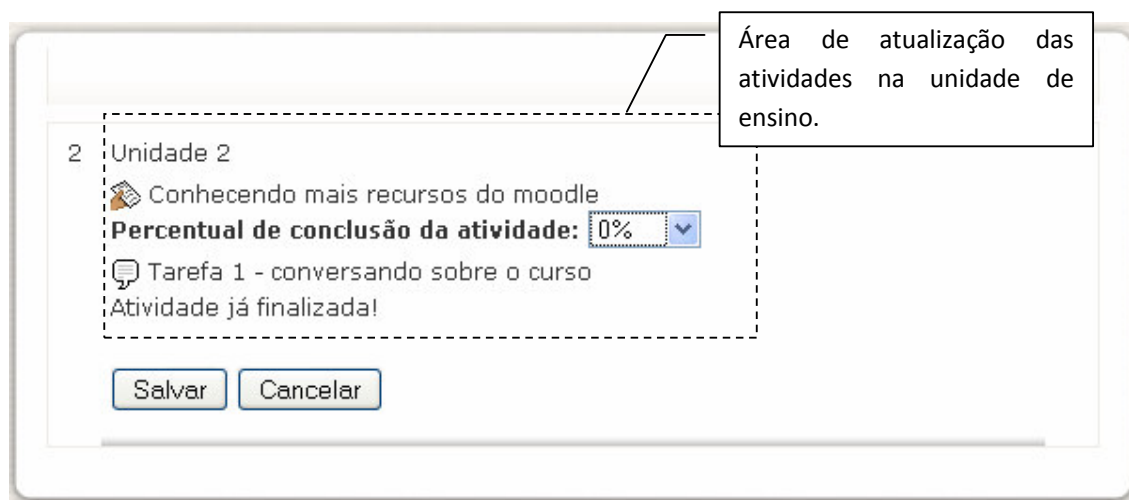 Área de atualização das
atividades na unidade de
ensino.
2 Unidade 2
Conhecendo mais recursos do moodle
Percentual de conclusão da atividade: 0%
Tarefa 1 - conversando sobre o curso
Atividade já finalizada!
Salvar Cancelar